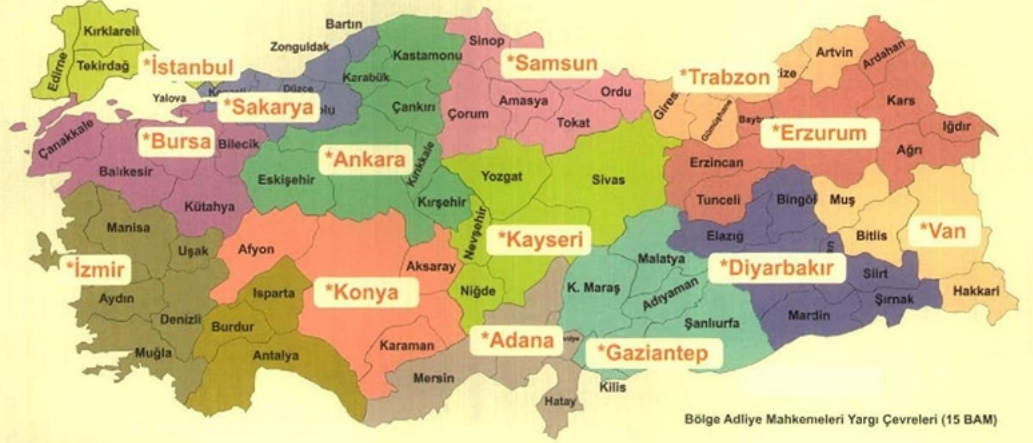 Bartın
Kırklareli
Sinop
Zonguldak
Kastamonu
Artvin
Ardahan
Edirne
Tekirdağ
*İstanbul
*Samsun
Karabük
*Trabzon
Yalova
Düzce
Ordu
Kars
*Sakarya
Çankırı
Amasya
Gires
Gümüşhane
Çorum
Tokat
Iğdır
Çanakkale
*Bursa
Bilecik
*Erzurum
Ağrı
*Ankara
Kırıkkale
Erzincan
Balıkesir
Eskişehir
Yozgat
Sivas
Kırşehir
Tunceli
Bingöl
Muş
Kütahya
Nevşehir
Manisa
Elazığ
Bitlis
*Van
Uşak
Afyon
*Kayseri
Malatya
*İzmir
Aksaray
*Diyarbakır
Siirt
Isparta
*Konya
Niğde
K. Maraş
Adıyaman
Şırnak
Hakkari
Aydın
Denizli
Burdur
Şanlıurfa
Mardin
Muğla
Antalya
Karaman
*Adana
*Gaziantep
Mersin
Kilis
Hatay
Bölge Adliye Mahkemeleri Yargı Çevreleri (15 BAM)